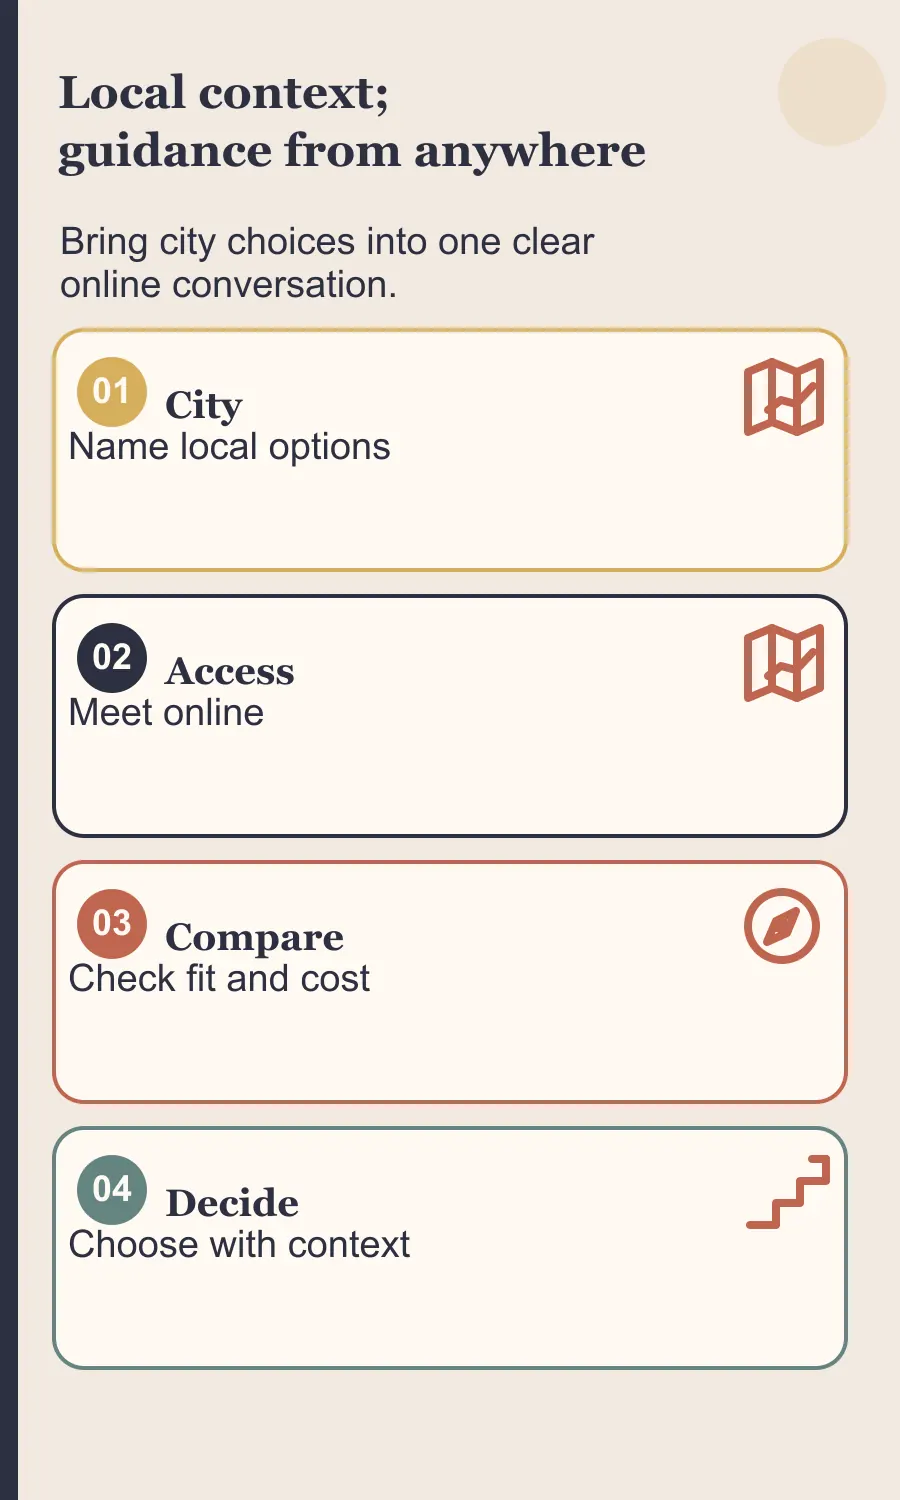 Local context;
guidance from anywhere
Bring city choices into one clear
online conversation.
01
City
Name local options
02
Access
Meet online
03
Compare
Check fit and cost
04
Decide
Choose with context